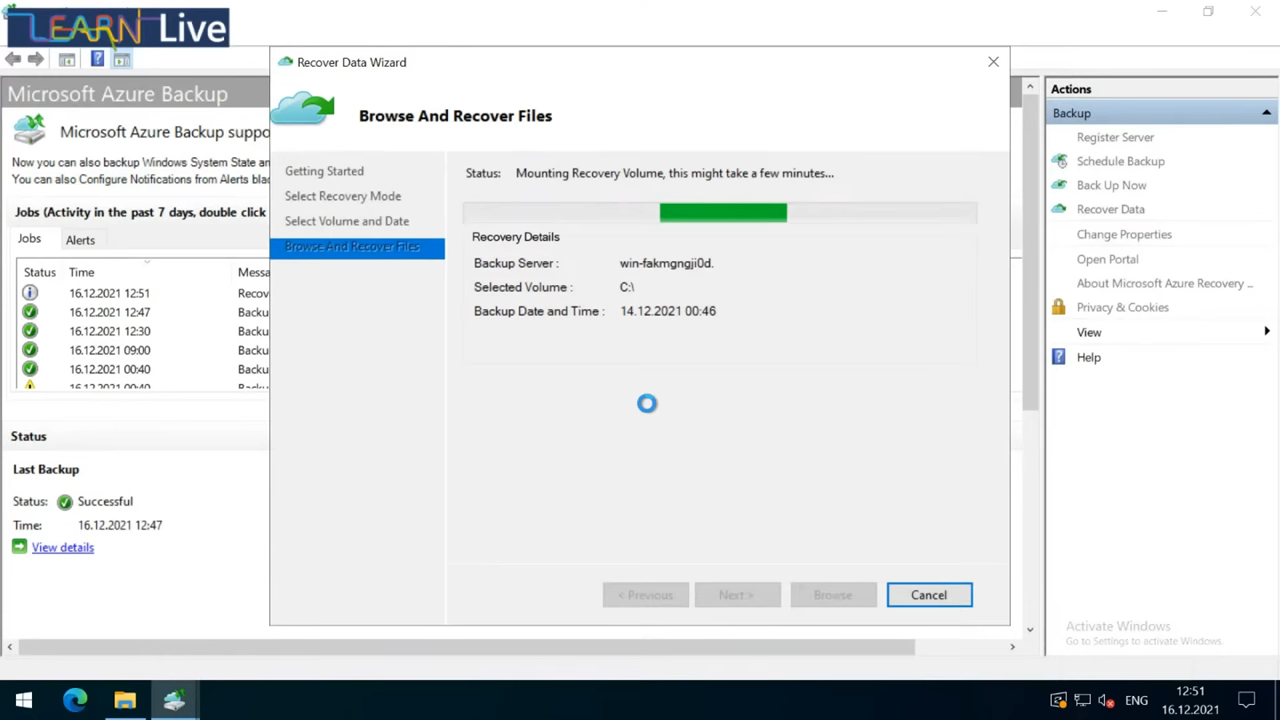 LEARN Live
Recover Data Wizard
Microsoft Azure Backup
Microsoft Azure Backup suppo
Now you can also backup Windows System State an
You can also Configure Notifications from Alerts bla
Jobs (Activity in the past 7 days, double click
Jobs
Alerts
Status Time Messa
16.12.2021 12:51 Recov
16.12.2021 12:47 Backu
16.12.2021 12:30 Backu
16.12.2021 09:00 Backu
16.12.2021 00:40 Backu
16.12.2021 00:40 Backu
Status
Last Backup
Status: Successful
Time: 16.12.2021 12:47
View details
Browse And Recover Files
Getting Started
Select Recovery Mode
Select Volume and Date
Browse And Recover Files
Status: Mounting Recovery Volume, this might take a few minutes...
Recovery Details
Backup Server : win-fakmgngji0d.
Selected Volume : C:\
Backup Date and Time : 14.12.2021 00:46
< Previous
Next >
Browse
Cancel
Actions
Backup
Register Server
Schedule Backup
Back Up Now
Recover Data
Change Properties
Open Portal
About Microsoft Azure Recovery ...
Privacy & Cookies
View
Help
Activate Windows
Go to Settings to activate Windows.
ENG
12:51
16.12.2021